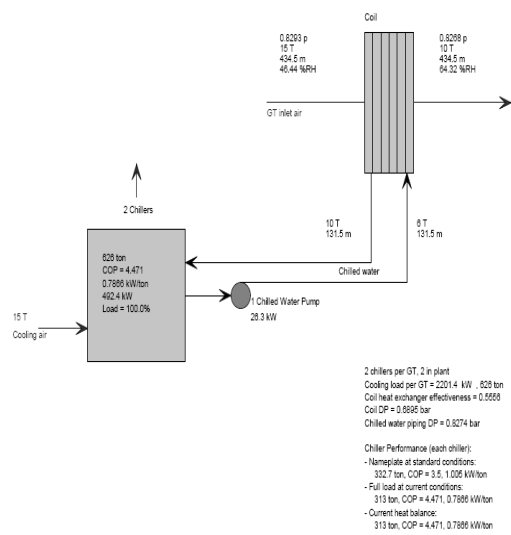 Coil
0.8293 p
15 T
434.5 m
46.44 %RH
0.8268 p
10 T
434.5 m
64.32 %RH
GT inlet air
2 Chillers
10 T
131.5 m
6 T
131.5 m
Chilled water
626 ton
COP = 4.471
0.7866 kW/ton
492.4 kW
Load = 100.0%
1 Chilled Water Pump
26.3 kW
15 T
Cooling air
2 chillers per GT, 2 in plant
Cooling load per GT = 2201.4 kW , 626 ton
Coil heat exchanger effectiveness = 0.5556
Coil DP = 0.6895 bar
Chilled water piping DP = 0.8274 bar
Chiller Performance (each chiller):
- Nameplate at standard conditions:
332.7 ton, COP = 3.5, 1.005 kW/ton
- Full load at current conditions:
313 ton, COP = 4.471, 0.7866 kW/ton
- Current heat balance:
313 ton, COP = 4.471, 0.7866 kW/ton